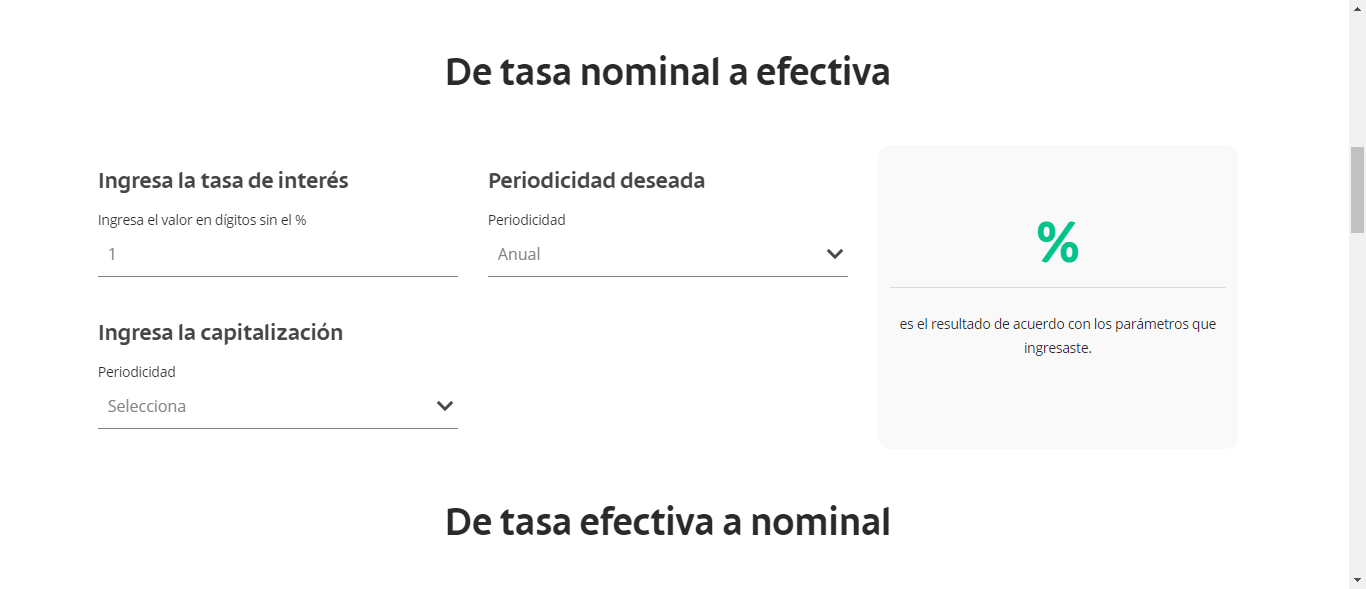 De tasa nominal a efectiva
Ingresa la tasa de interés
Ingresa el valor en dígitos sin el %
1
Periodicidad deseada
Periodicidad
Anual
Ingresa la capitalización
Periodicidad
Selecciona
%
es el resultado de acuerdo con los parámetros que
ingresaste.
De tasa efectiva a nominal